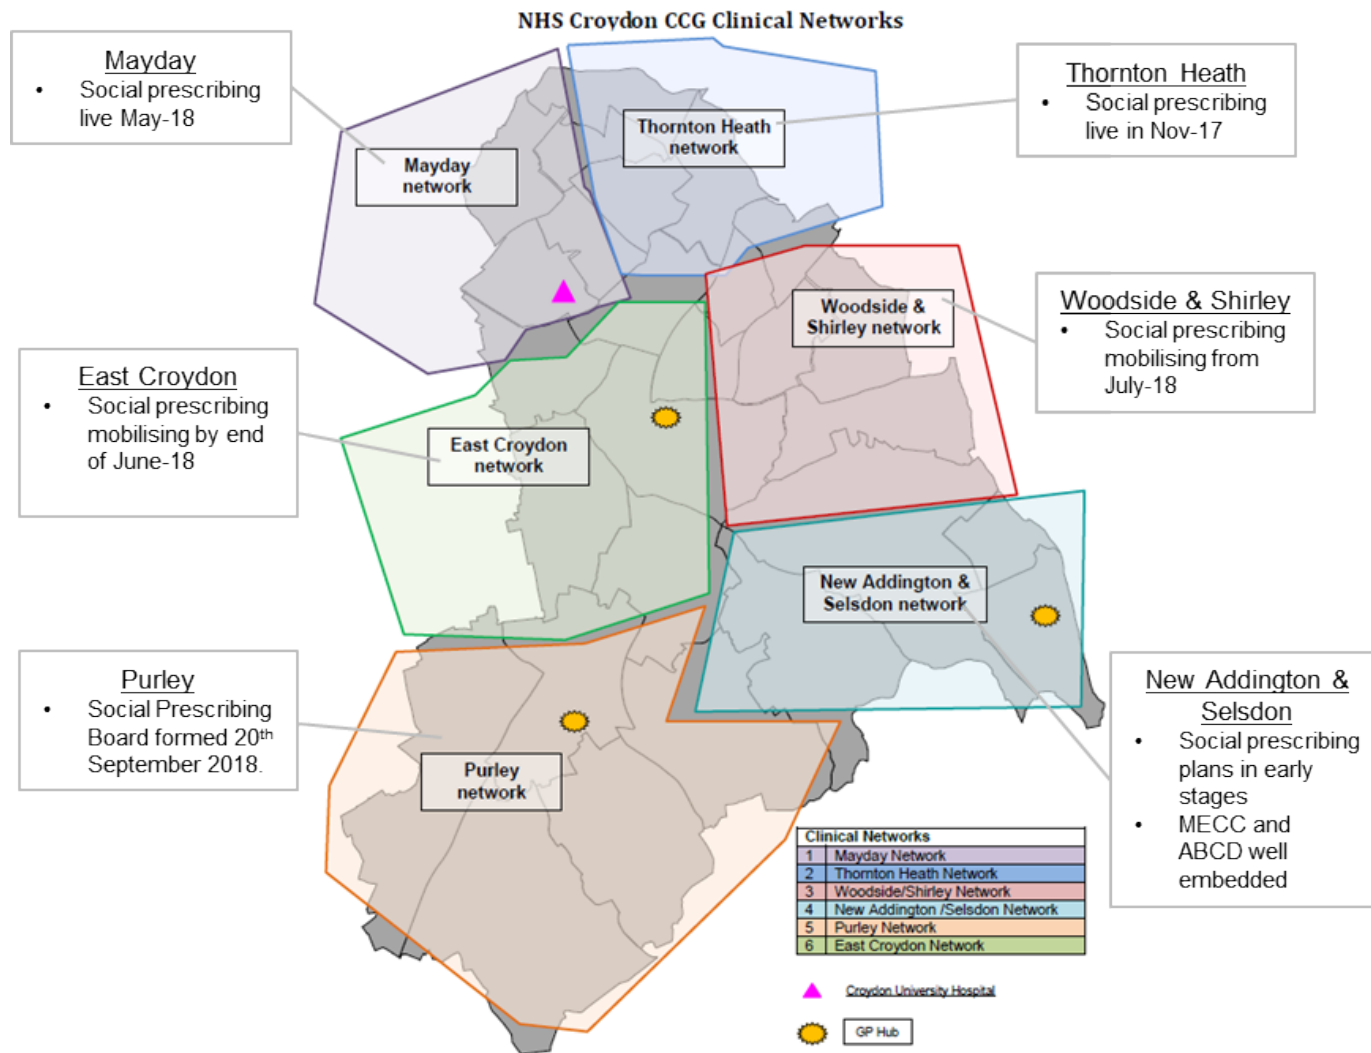 NHS Croydon CCG Clinical Networks
Mayday
• Social prescribing
live May-18
Thornton Heath
• Social prescribing
live in Nov-17
Thornton Heath
network
Mayday
network
Woodside &
Shirley network
Woodside & Shirley
• Social prescribing
mobilising from
July-18
East Croydon
• Social prescribing
mobilising by end
of June-18
East Croydon
network
New Addington &
Selsdon network
Purley
• Social Prescribing
Board formed 20th
September 2018.
Purley
network
New Addington &
Selsdon
• Social prescribing
plans in early
stages
• MECC and
ABCD well
embedded
Clinical Networks
1 Mayday Network
2 Thornton Heath Network
3 Woodside/Shirley Network
4 New Addington /Selsdon Network
5 Purley Network
6 East Croydon Network
Croydon University Hospital
GP Hub